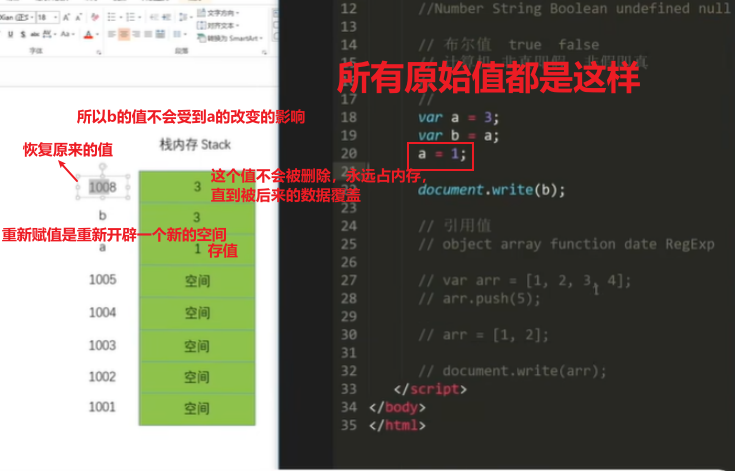 18
文字方向
对齐文本
转换为 SmartArt
字体
段落
所以b的值不会受到a的改变的影响
栈内存 Stack
恢复原来的值
1008
3
这个值不会被删除,永远占内存,
直到被后来的数据覆盖
b
3
重新赋值是重新开辟一个新的空间
a
1
存值
1005
空间
1004
空间
1003
空间
1002
空间
1001
空间
12 //Number String Boolean undefined null
13
14 // 布尔值 true false
所有原始值都是这样
16
17 //
18 var a = 3;
19 var b = a;
20 a = 1;
21
22 document.write(b);
23
24 // 引用值
25 // object array function date RegExp
26
27 // var arr = [1, 2, 3, 4];
28 // arr.push(5);
29
30 // arr = [1, 2];
31
32 // document.write(arr);
33 </script>
34 </body>
35 </html>